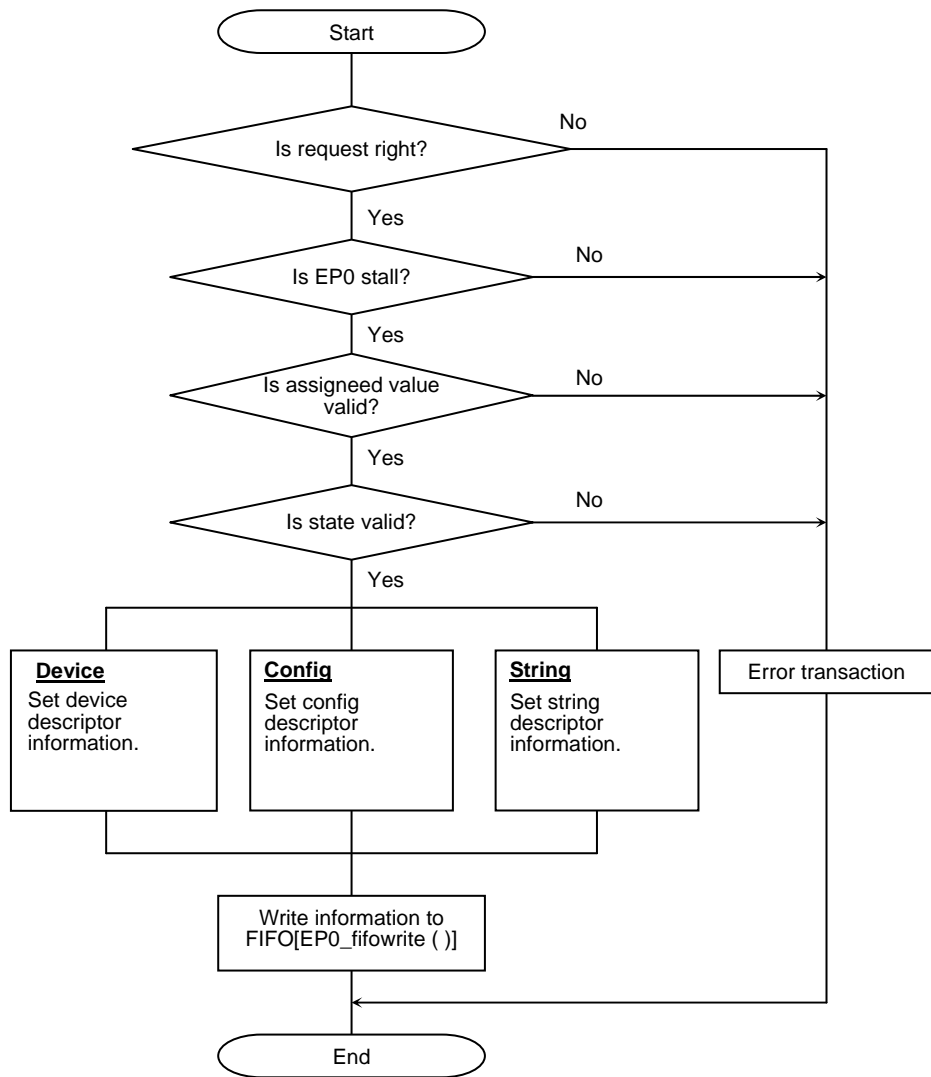 Start
Is request right?
No
Yes
Is EP0 stall?
No
Yes
Is assigneed value
valid?
No
Yes
Is state valid?
No
Yes
Device
Set device
descriptor
information.
Config
Set config
descriptor
information.
String
Set string
descriptor
information.
Error transaction
Write information to
FIFO[EP0_fifowrite ( )]
End